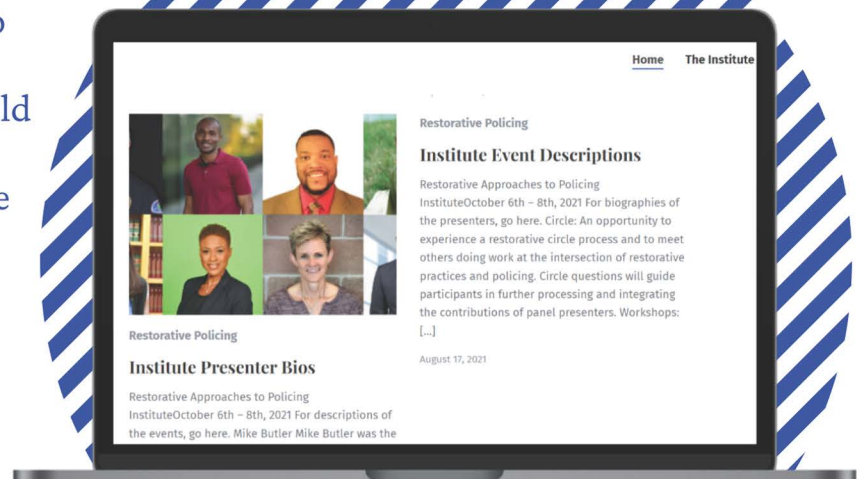 ld
e
Home The Institute
Restorative Policing
Institute Presenter Bios
Restorative Approaches to Policing
InstituteOctober 6th – 8th, 2021 For descriptions of
the events, go here. Mike Butler Mike Butler was the
Restorative Policing
Institute Event Descriptions
Restorative Approaches to Policing
InstituteOctober 6th – 8th, 2021 For biographies of
the presenters, go here. Circle: An opportunity to
experience a restorative circle process and to meet
others doing work at the intersection of restorative
practices and policing. Circle questions will guide
participants in further processing and integrating
the contributions of panel presenters. Workshops:
[...]
August 17, 2021